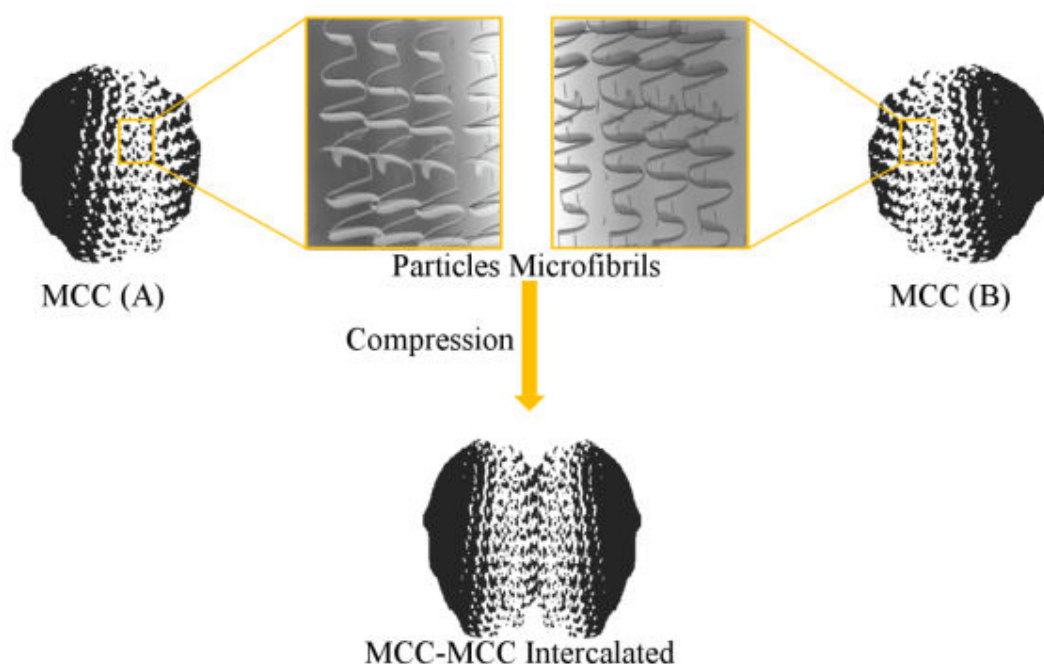 Particles Microfibrils
MCC (A)
MCC (B)
Compression
MCC-MCC Intercalated